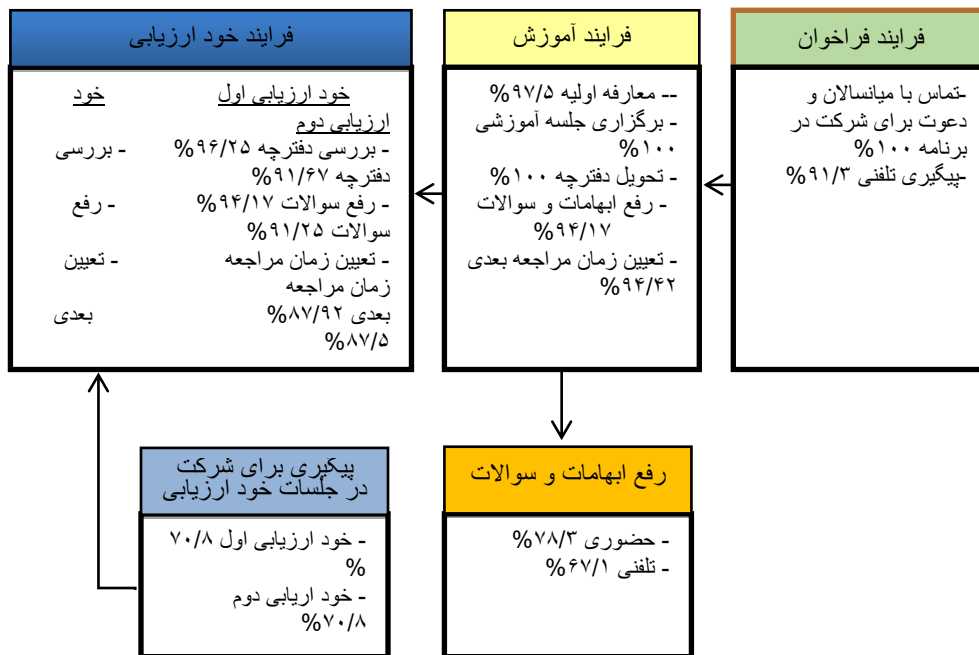 فرایند فراخوان
-تماس با میانسالان و
دعوت برای شرکت در
برنامه ۱۰۰%
-پیگیری تلفنی ۹۱/۳%
فرایند آموزش
-- معارفه اولیه ۹۷/۵%
- برگزاری جلسه آموزشی
۱۰۰%
- تحویل دفترچه ۱۰۰%
- رفع ابهامات و سوالات
۹۴/۱۷%
- تعیین زمان مراجعه بعدی
۹۴/۴۲%
فرایند خود ارزیابی
خود ارزیابی اول خود
ارزیابی دوم
- بررسی دفترچه ۹۶/۲۵% - بررسی
دفترچه ۹۱/۶۷%
- رفع سوالات ۹۴/۱۷% - رفع
سوالات ۹۱/۲۵%
- تعیین زمان مراجعه - تعیین
زمان مراجعه
بعدی ۸۷/۹۲% بعدی
۸۷/۵%
رفع ابهامات و سوالات
- حضوری ۷۸/۳%
- تلفنی ۶۷/۱%
پیگیری برای شرکت
در جلسات خود ارزیابی
- خود ارزیابی اول ۷۰/۸
%
- خود اریابی دوم
۷۰/۸%